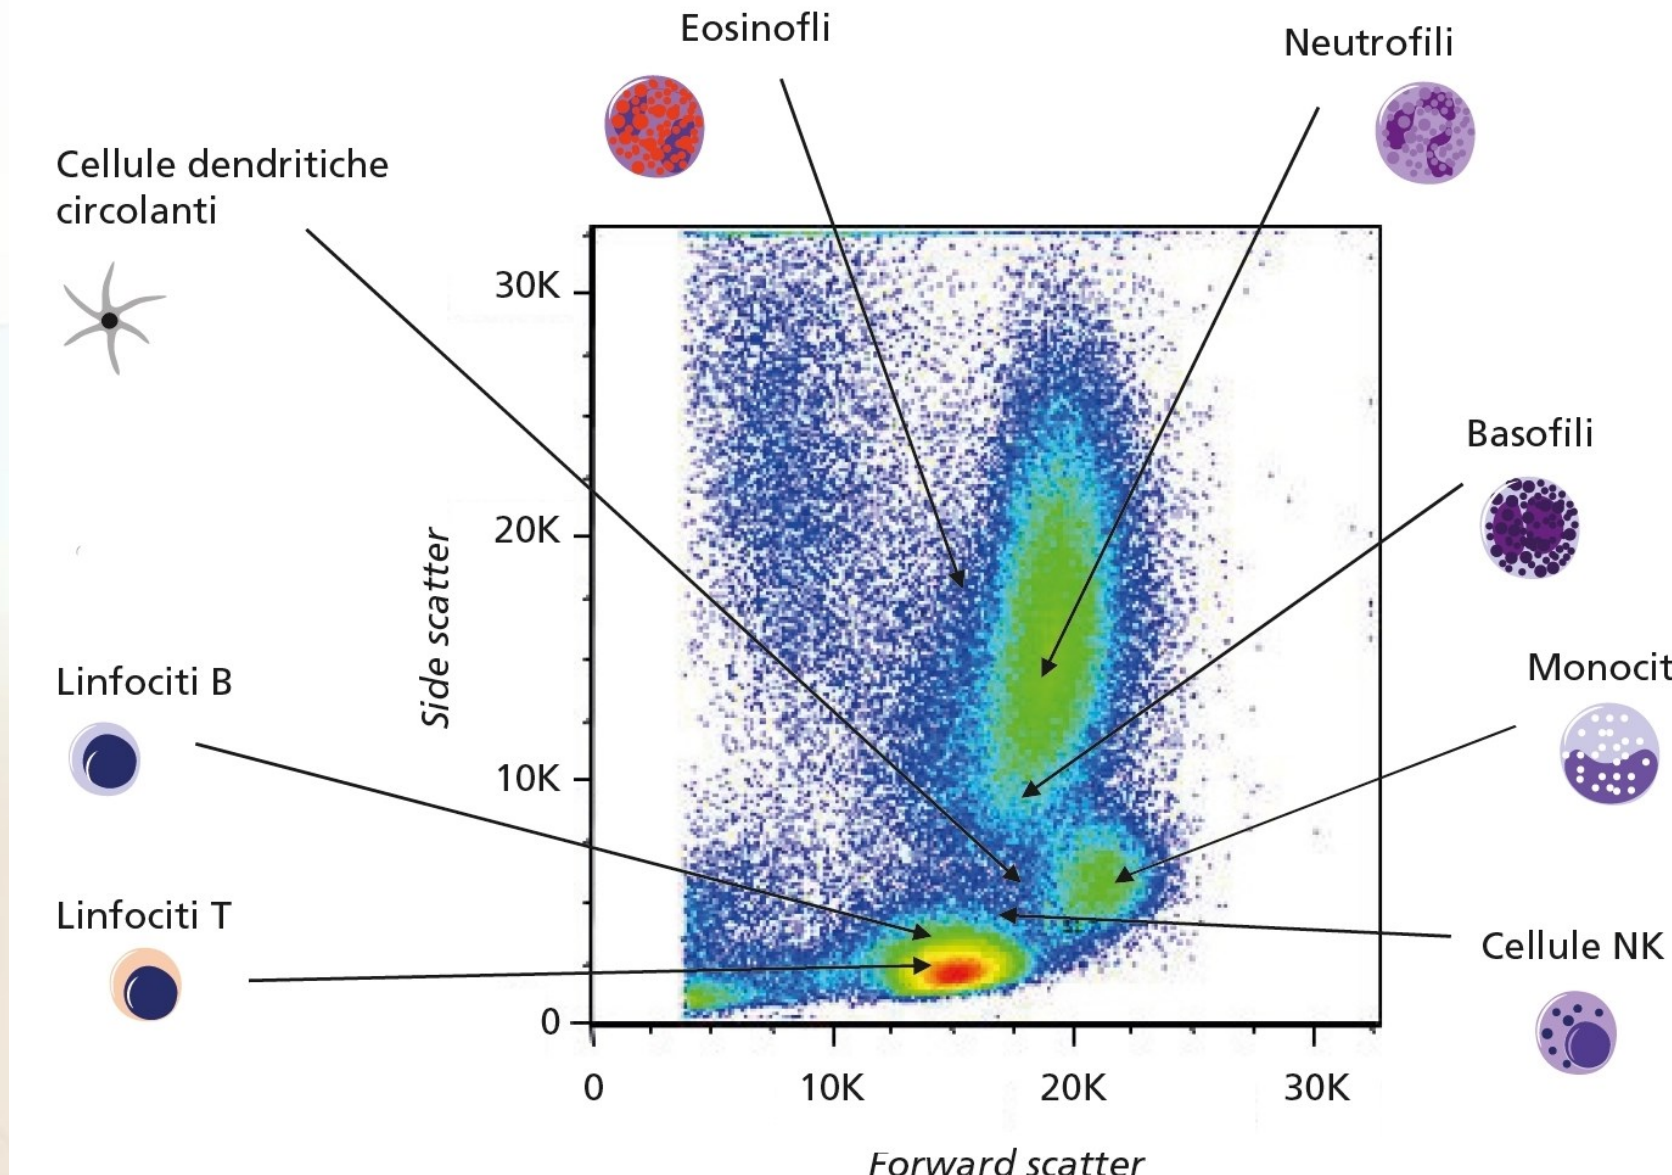 Eosinofli
Neutrofili
Cellule dendritiche
circolanti
30K
Basofili
20K
Side scatter
Monocit
Linfociti B
10K
Linfociti T
Cellule NK
0
0 10K 20K 30K
Forward scatter